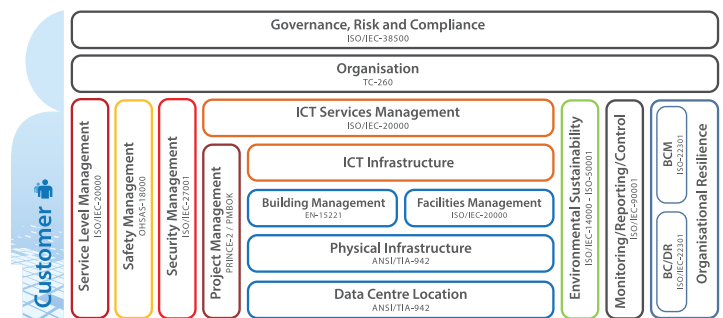 Governance, Risk and Compliance
ISO/IEC-38500
Organisation
TC-260
Customer
Service Level Management
ISO/IEC-20000
Safety Management
OHSAS-18000
Security Management
ISO/IEC-27001
ICT Services Management
ISO/IEC-20000
Project Management
PRINCE-2 / PMBOK
ICT Infrastructure
Building Management
EN-15221
Facilities Management
ISO/IEC-20000
Physical Infrastructure
ANSI/TIA-942
Data Centre Location
ANSI/TIA-942
Environmental Sustainability
ISO/IEC-14000 - ISO-50001
Monitoring/Reporting/Control
ISO/IEC-90001
BCM
ISO-22301
BC/DR
ISO/IEC-22301
Organisational Resilience